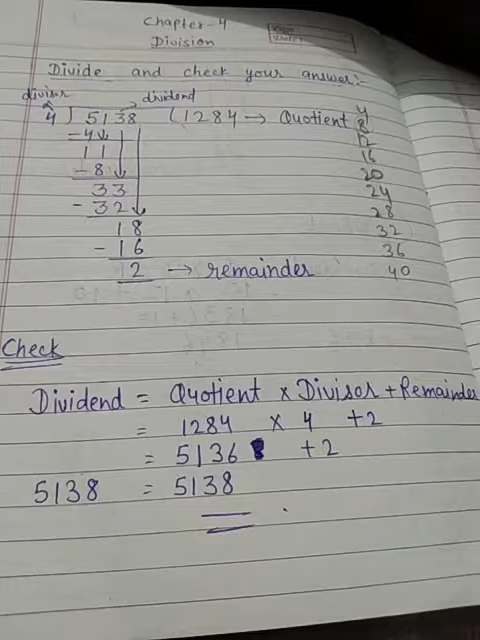 Chapter-4
Division
Divide and check your answer:-
divisor dividend
4 ) 5138 ( 1284 → Quotient
-4
11
-8
33
-32
18
-16
2 → remainder
4
8
12
16
20
24
28
32
36
40
Check
Dividend = Quotient × Divisor + Remainder
= 1284 × 4 +2
= 5136 +2
5138 = 5138